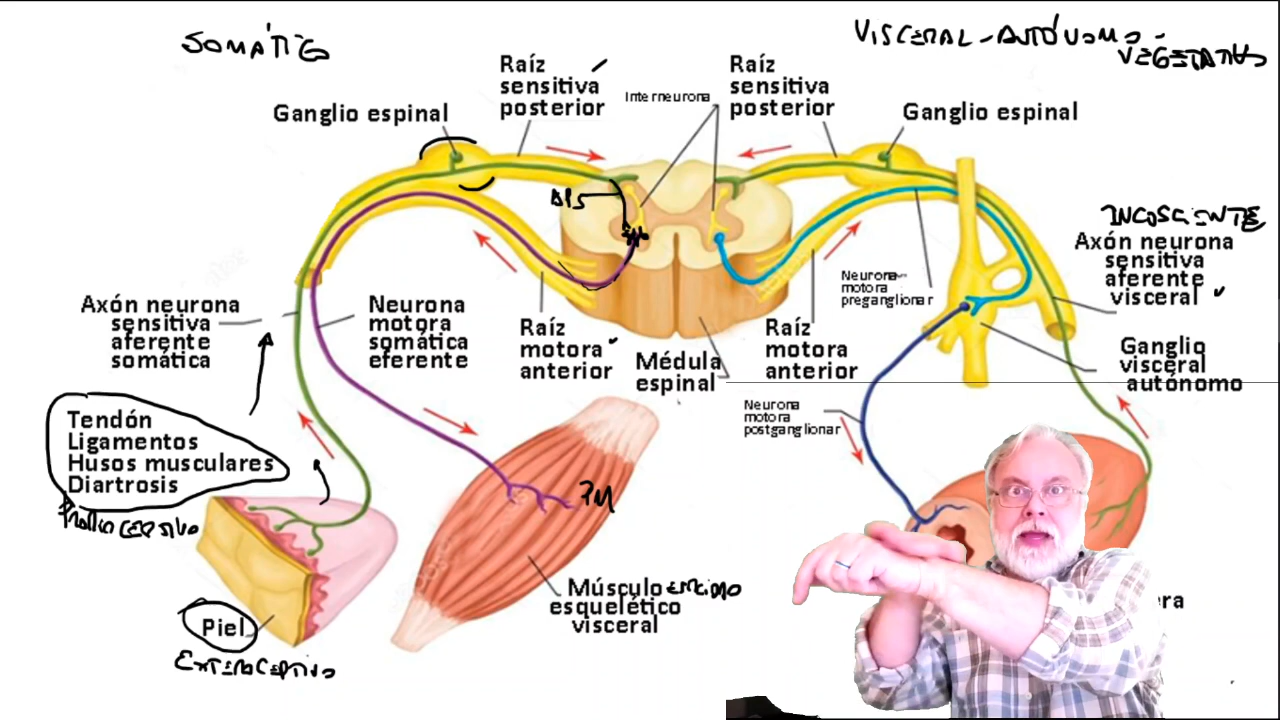 SOMÁTICO
VISCERAL - AUTÓNOMO -
VEGETATIVO
Raíz
sensitiva
posterior
Interneurona
Raíz
sensitiva
posterior
Ganglio espinal
Ganglio espinal
INCOSCIENTE
Axón neurona
sensitiva
aferente
visceral
Neurona
motora
preganglionar
Axón neurona
sensitiva
aferente
somática
Neurona
motora
somática
eferente
Raíz
motora
anterior
Médula
espinal
Raíz
motora
anterior
Ganglio
visceral
autónomo
Neurona
motora
postganglionar
Tendón
Ligamentos
Husos musculares
Diartrosis
PM
Músculo
esquelético
visceral
Piel
EXTEROCEPTIVO